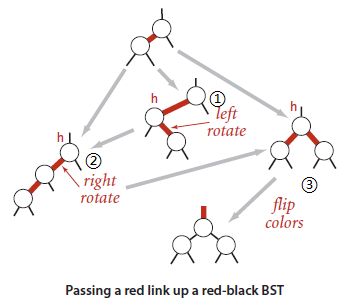 h
①
left
rotate
h
h
②
right
rotate
③
flip
colors
Passing a red link up a red-black BST